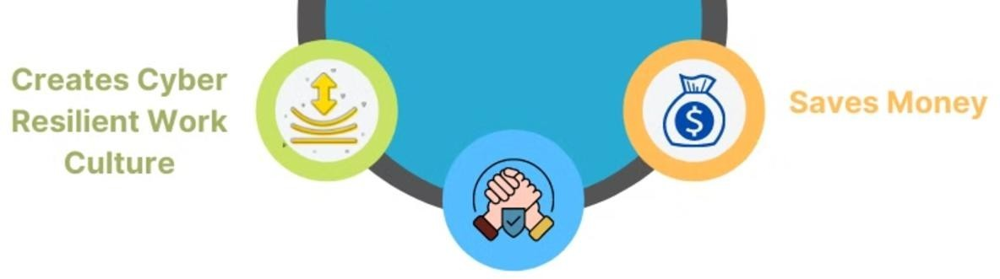 Creates Cyber
Resilient Work
Culture
$
Saves Money